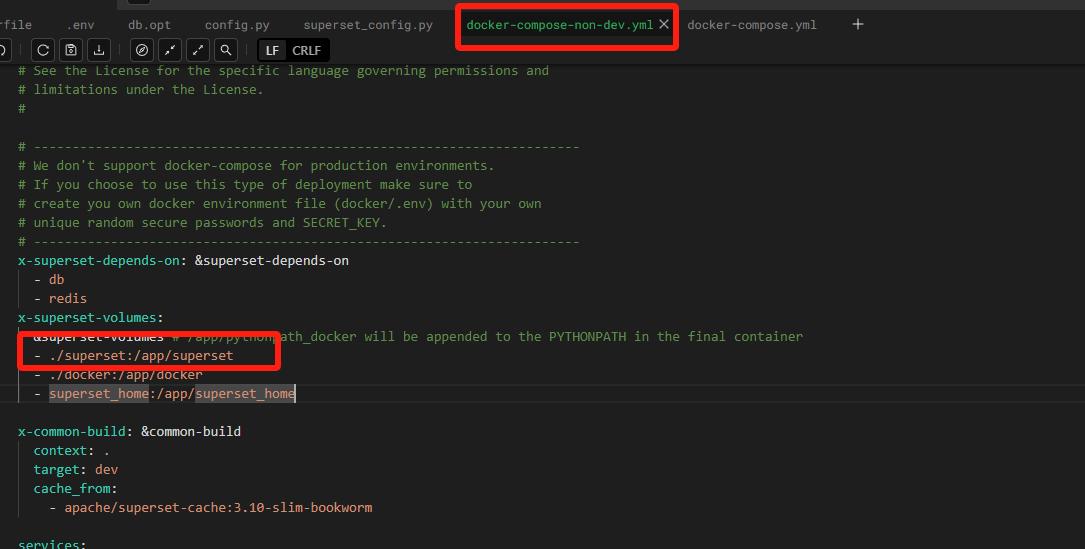 rfile .env db.opt config.py superset_config.py docker-compose-non-dev.yml docker-compose.yml
LF CRLF
# See the License for the specific language governing permissions and
# limitations under the License.
#
# -----------------------------------------------------------------------
# We don't support docker-compose for production environments.
# If you choose to use this type of deployment make sure to
# create you own docker environment file (docker/.env) with your own
# unique random secure passwords and SECRET_KEY.
# -----------------------------------------------------------------------
x-superset-depends-on: &superset-depends-on
- db
- redis
x-superset-volumes:
&superset-volumes # /app/pythonpath_docker will be appended to the PYTHONPATH in the final container
- ./superset:/app/superset
- ./docker:/app/docker
- superset_home:/app/superset_home
x-common-build: &common-build
context: .
target: dev
cache_from:
- apache/superset-cache:3.10-slim-bookworm
services: